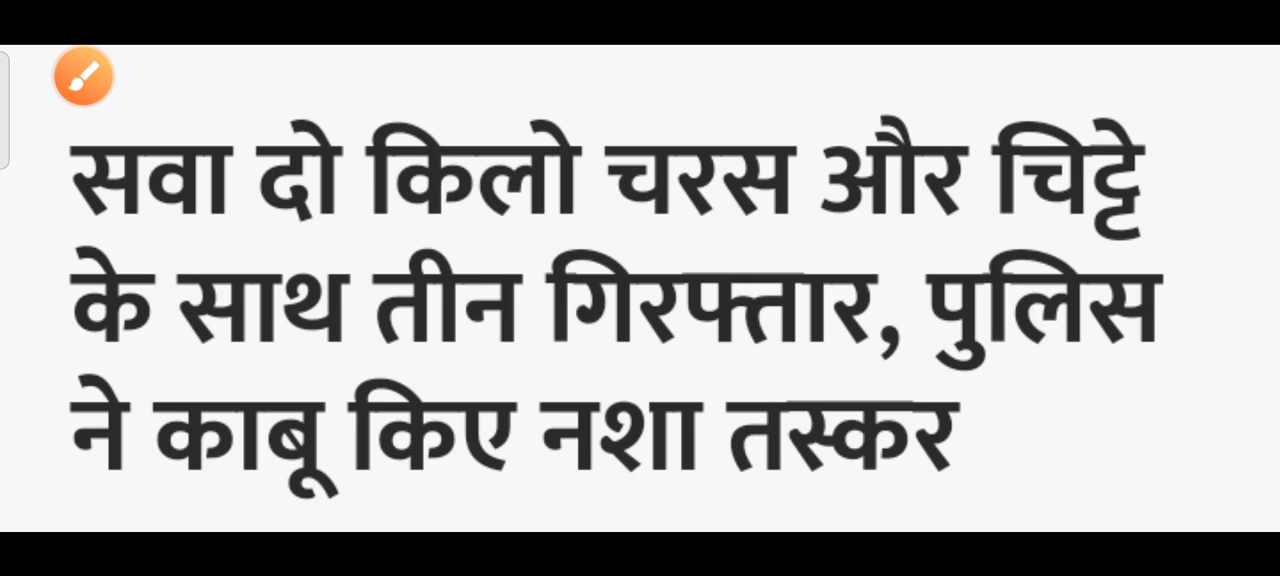 सवा दो किलो चरस और चिट्टे
के साथ तीन गिरफ्तार, पुलिस
ने काबू किए नशा तस्कर